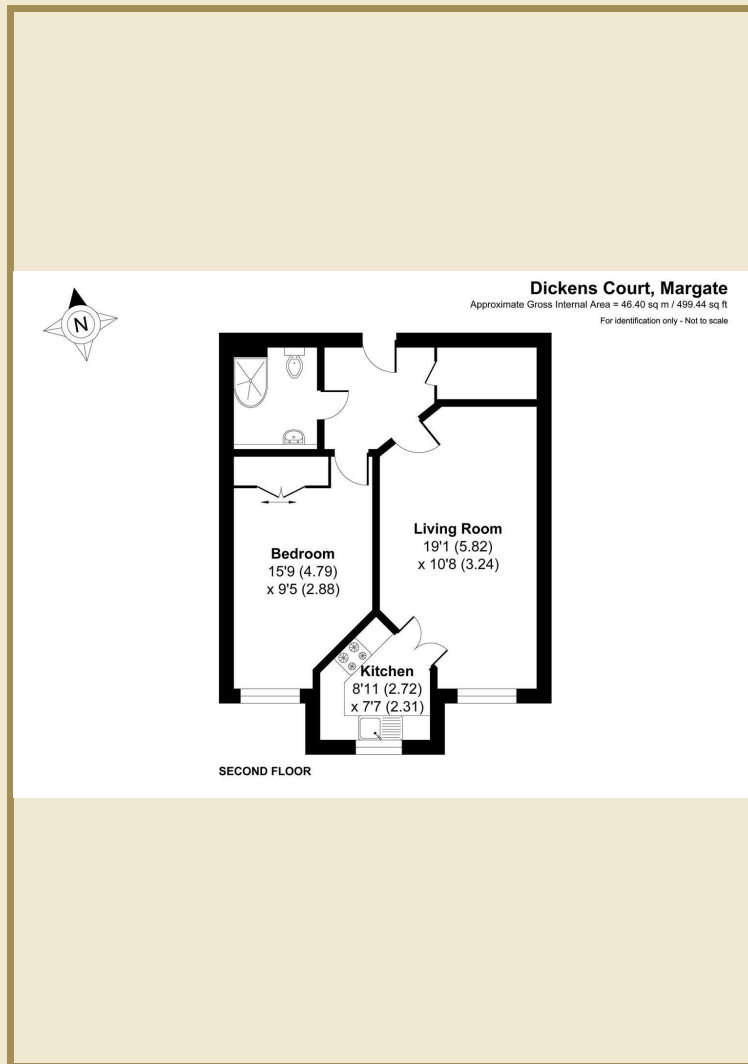 Dickens Court, Margate
Approximate Gross Internal Area = 46.40 sq m / 499.44 sq ft
For identification only - Not to scale
N
Living Room
19'1 (5.82)
x 10'8 (3.24)
Bedroom
15'9 (4.79)
x 9'5 (2.88)
Kitchen
8'11 (2.72)
x 7'7 (2.31)
SECOND FLOOR